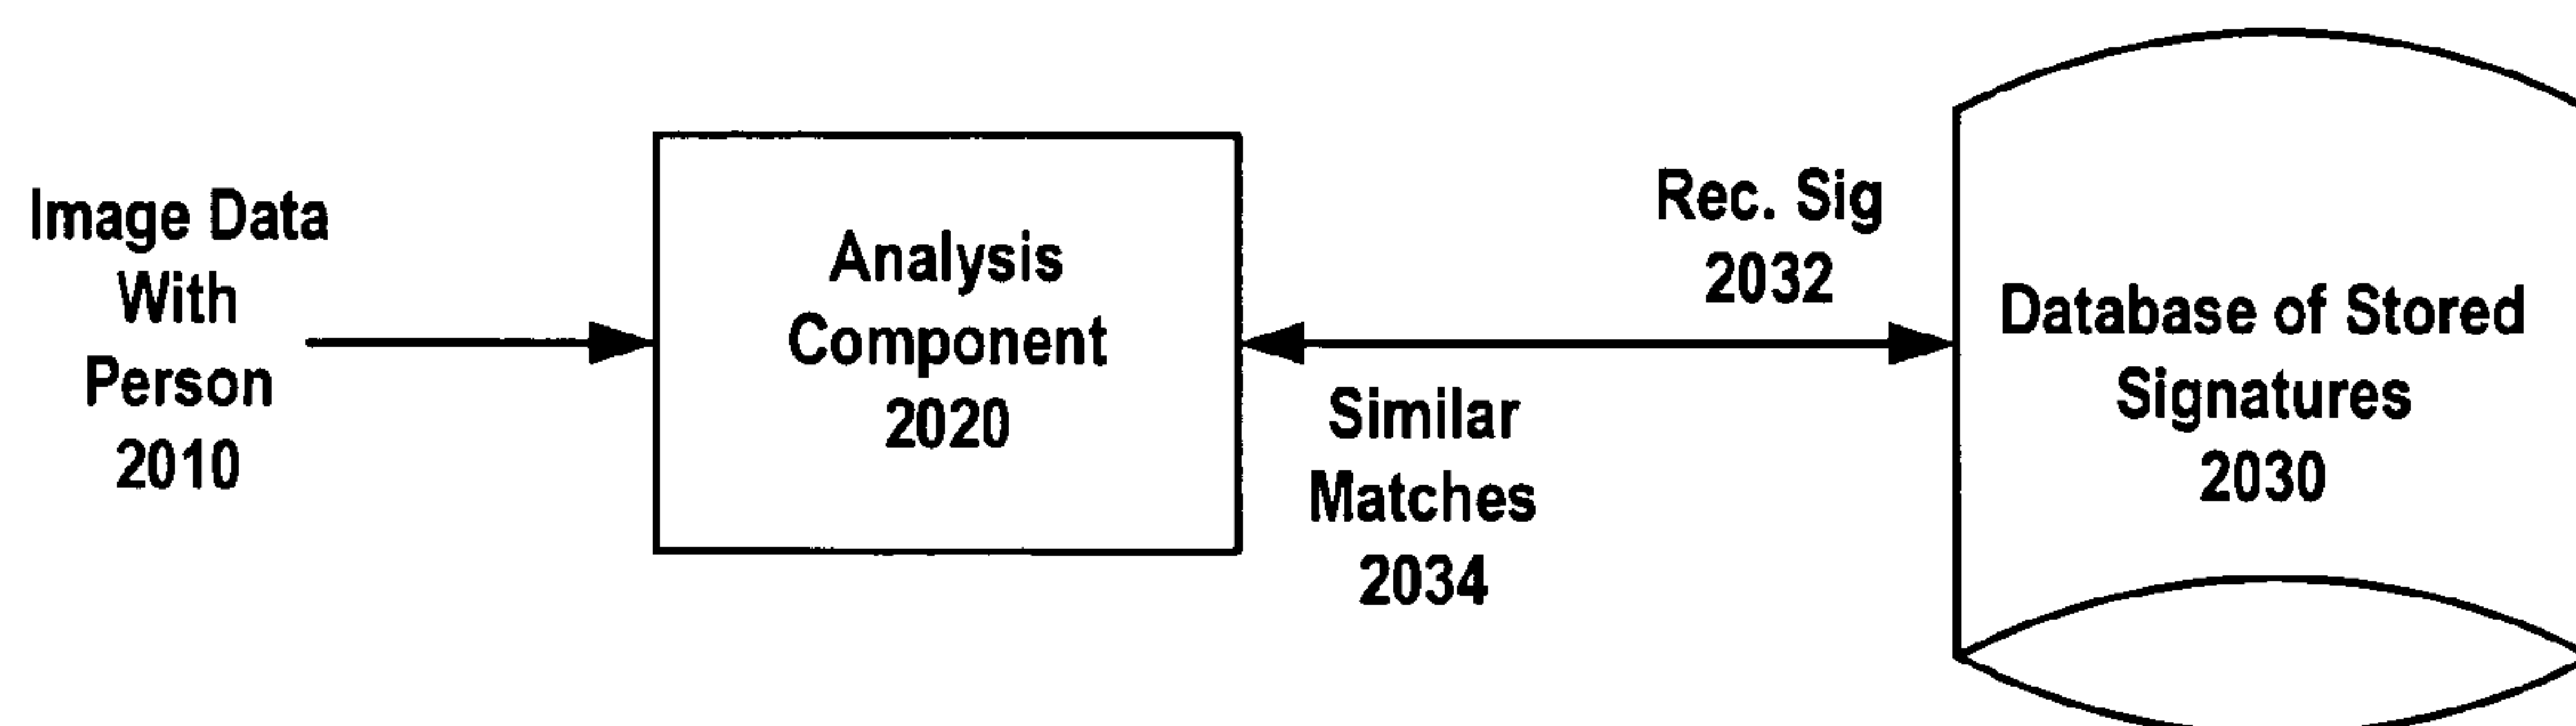 Image Data
With
Person
2010
Analysis
Component
2020
Rec. Sig
2032
Similar
Matches
2034
Database of Stored
Signatures
2030